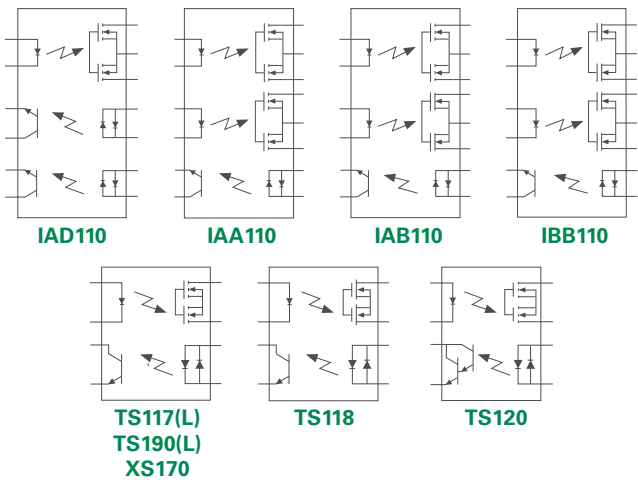 IAD110
IAA110
IAB110
IBB110
TS117(L)
TS190(L)
XS170
TS118
TS120